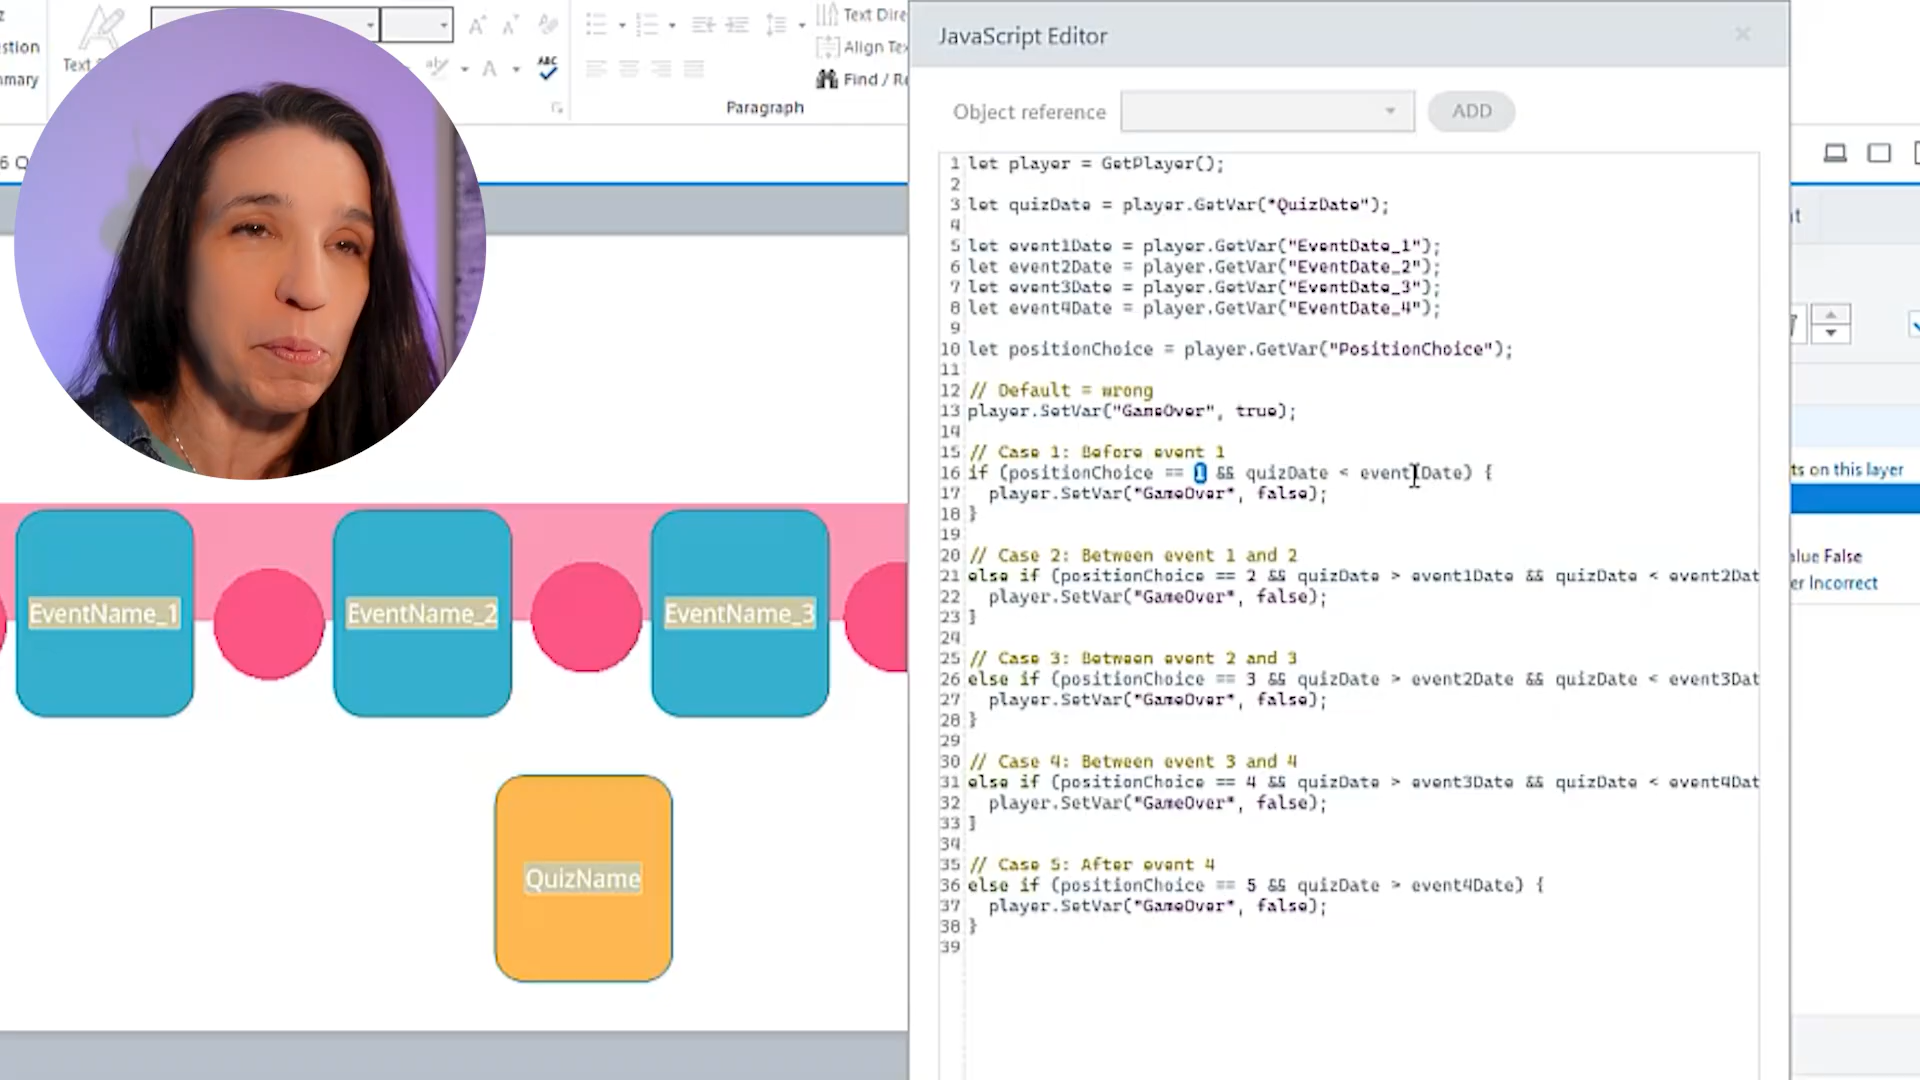 stion
mmary
Text
ABC
Text Dire
Align Te
Find / Re
Paragraph
6 Q
EventName_1
EventName_2
EventName_3
QuizName
JavaScript Editor
Object reference
ADD
1 let player = GetPlayer();
2
3 let quizDate = player.GetVar("QuizDate");
4
5 let event1Date = player.GetVar("EventDate_1");
6 let event2Date = player.GetVar("EventDate_2");
7 let event3Date = player.GetVar("EventDate_3");
8 let event4Date = player.GetVar("EventDate_4");
9
10 let positionChoice = player.GetVar("PositionChoice");
11
12 // Default = wrong
13 player.SetVar("GameOver", true);
14
15 // Case 1: Before event 1
16 if (positionChoice == 1 && quizDate < event1Date) {
17 player.SetVar("GameOver", false);
18 }
19
20 // Case 2: Between event 1 and 2
21 else if (positionChoice == 2 && quizDate > event1Date && quizDate < event2Dat
22 player.SetVar("GameOver", false);
23 }
24
25 // Case 3: Between event 2 and 3
26 else if (positionChoice == 3 && quizDate > event2Date && quizDate < event3Dat
27 player.SetVar("GameOver", false);
28 }
29
30 // Case 4: Between event 3 and 4
31 else if (positionChoice == 4 && quizDate > event3Date && quizDate < event4Dat
32 player.SetVar("GameOver", false);
33 }
34
35 // Case 5: After event 4
36 else if (positionChoice == 5 && quizDate > event4Date) {
37 player.SetVar("GameOver", false);
38 }
39
ts on this layer
alue False
er Incorrect